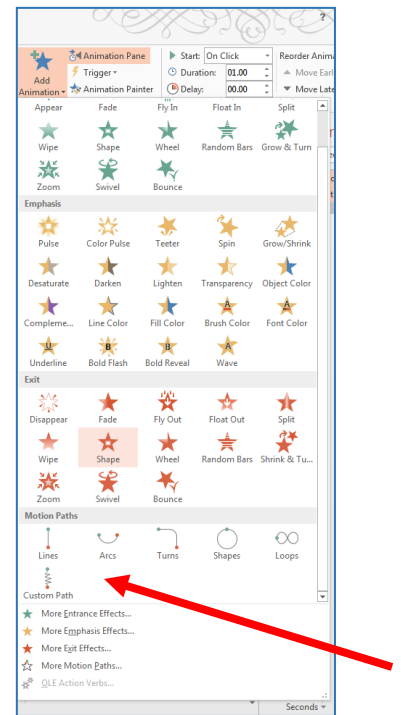 ?
Animation Pane
Start: On Click
Reorder Anima
Add Animation
Trigger
Duration: 01.00
Move Earl
Animation Painter
Delay: 00.00
Move Late
Appear Fade Fly In Float In Split
Wipe Shape Wheel Random Bars Grow & Turn
Zoom Swivel Bounce
Emphasis
Pulse Color Pulse Teeter Spin Grow/Shrink
Desaturate Darken Lighten Transparency Object Color
Compleme... Line Color Fill Color Brush Color Font Color
Underline Bold Flash Bold Reveal Wave
Exit
Disappear Fade Fly Out Float Out Split
Wipe Shape Wheel Random Bars Shrink & Tu...
Zoom Swivel Bounce
Motion Paths
Lines Arcs Turns Shapes Loops
Custom Path
More Entrance Effects...
More Emphasis Effects...
More Exit Effects...
More Motion Paths...
OLE Action Verbs...
Seconds